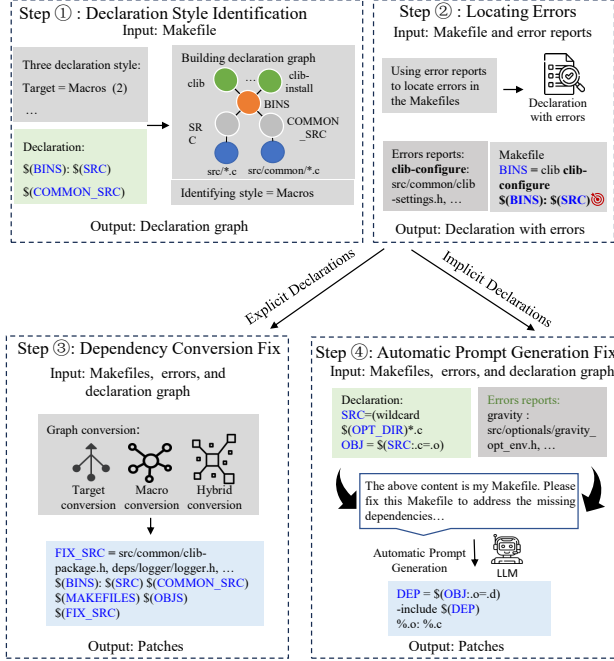 Step ①: Declaration Style Identification
Input: Makefile
Three declaration style:
Target = Macros (2)
…
Declaration:
$(BINS): $(SRC)
$(COMMON_SRC)
Building declaration graph
clib
…
clib-
install
BINS
SR
C
COMMON
_SRC
src/*.c
src/common/*.c
Identifying style = Macros
Output: Declaration graph
Step ②: Locating Errors
Input: Makefile and error reports
Using error reports
to locate errors in
the Makefiles
Declaration
with errors
Errors reports:
clib-configure:
src/common/clib
-settings.h, …
Makefile
BINS = clib clib-
configure
$(BINS): $(SRC)
Output: Declaration with errors
Explicit Declarations
Implicit Declarations
Step ③: Dependency Conversion Fix
Input: Makefiles, errors, and
declaration graph
Graph conversion:
Target
conversion
Macro
conversion
Hybrid
conversion
FIX_SRC = src/common/clib-
package.h, deps/logger/logger.h, …
$(BINS): $(SRC) $(COMMON_SRC)
$(MAKEFILES) $(OBJS)
$(FIX_SRC)
Output: Patches
Step ④: Automatic Prompt Generation Fix
Input: Makefiles, errors, and declaration graph
Declaration:
SRC=(wildcard
$(OPT_DIR)*.c
OBJ = $(SRC:.c=.o)
Errors reports:
gravity :
src/optionals/gravity_
opt_env.h, …
The above content is my Makefile. Please
fix this Makefile to address the missing
dependencies…
Automatic Prompt
Generation
LLM
DEP = $(OBJ:.o=.d)
-include $(DEP)
%.o: %.c
Output: Patches